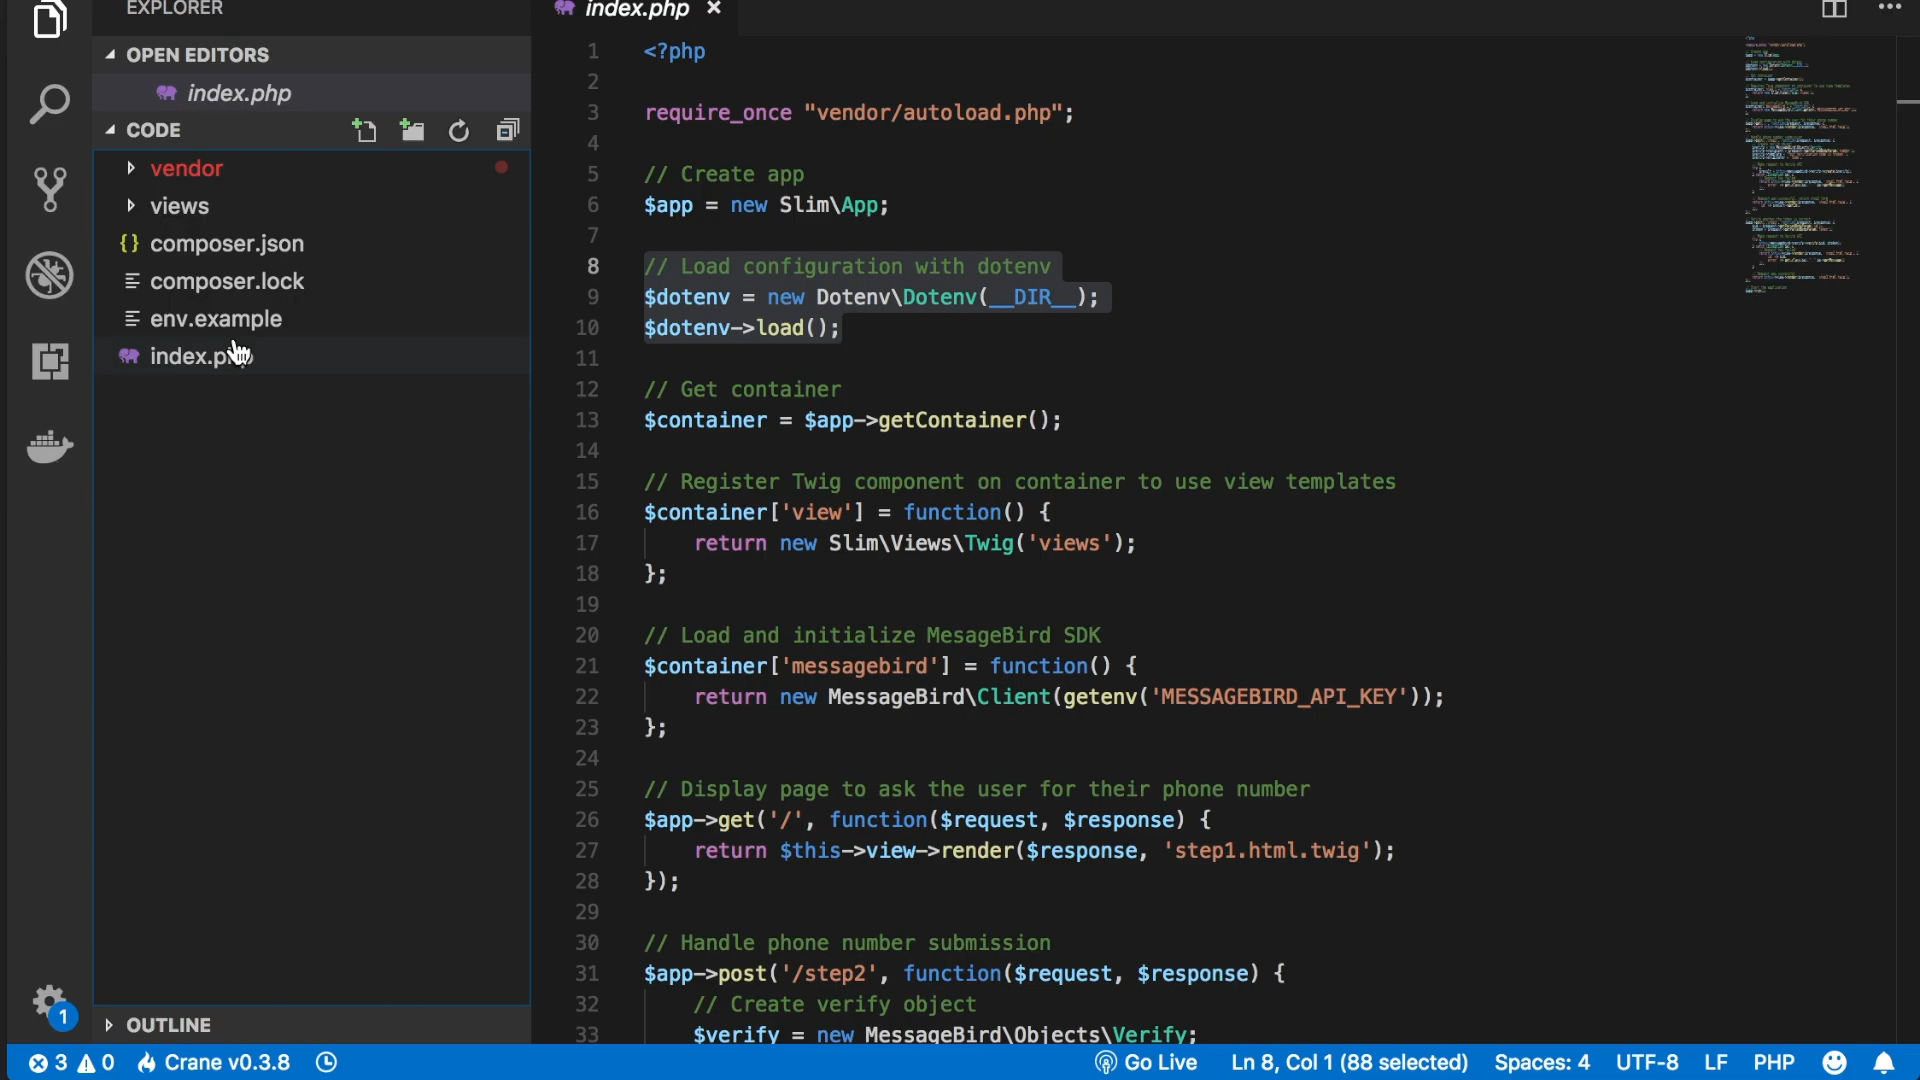 EXPLORER
OPEN EDITORS
index.php
CODE
vendor
views
{} composer.json
composer.lock
env.example
index.php
OUTLINE
1
index.php ×
1 <?php
2
3 require_once "vendor/autoload.php";
4
5 // Create app
6 $app = new Slim\App;
7
8 // Load configuration with dotenv
9 $dotenv = new Dotenv\Dotenv(__DIR__);
10 $dotenv->load();
11
12 // Get container
13 $container = $app->getContainer();
14
15 // Register Twig component on container to use view templates
16 $container['view'] = function() {
17 return new Slim\Views\Twig('views');
18 };
19
20 // Load and initialize MesageBird SDK
21 $container['messagebird'] = function() {
22 return new MessageBird\Client(getenv('MESSAGEBIRD_API_KEY'));
23 };
24
25 // Display page to ask the user for their phone number
26 $app->get('/', function($request, $response) {
27 return $this->view->render($response, 'step1.html.twig');
28 });
29
30 // Handle phone number submission
31 $app->post('/step2', function($request, $response) {
32 // Create verify object
33 $verify = new MessageBird\Objects\Verify;
3 0 Crane v0.3.8 Go Live Ln 8, Col 1 (88 selected) Spaces: 4 UTF-8 LF PHP